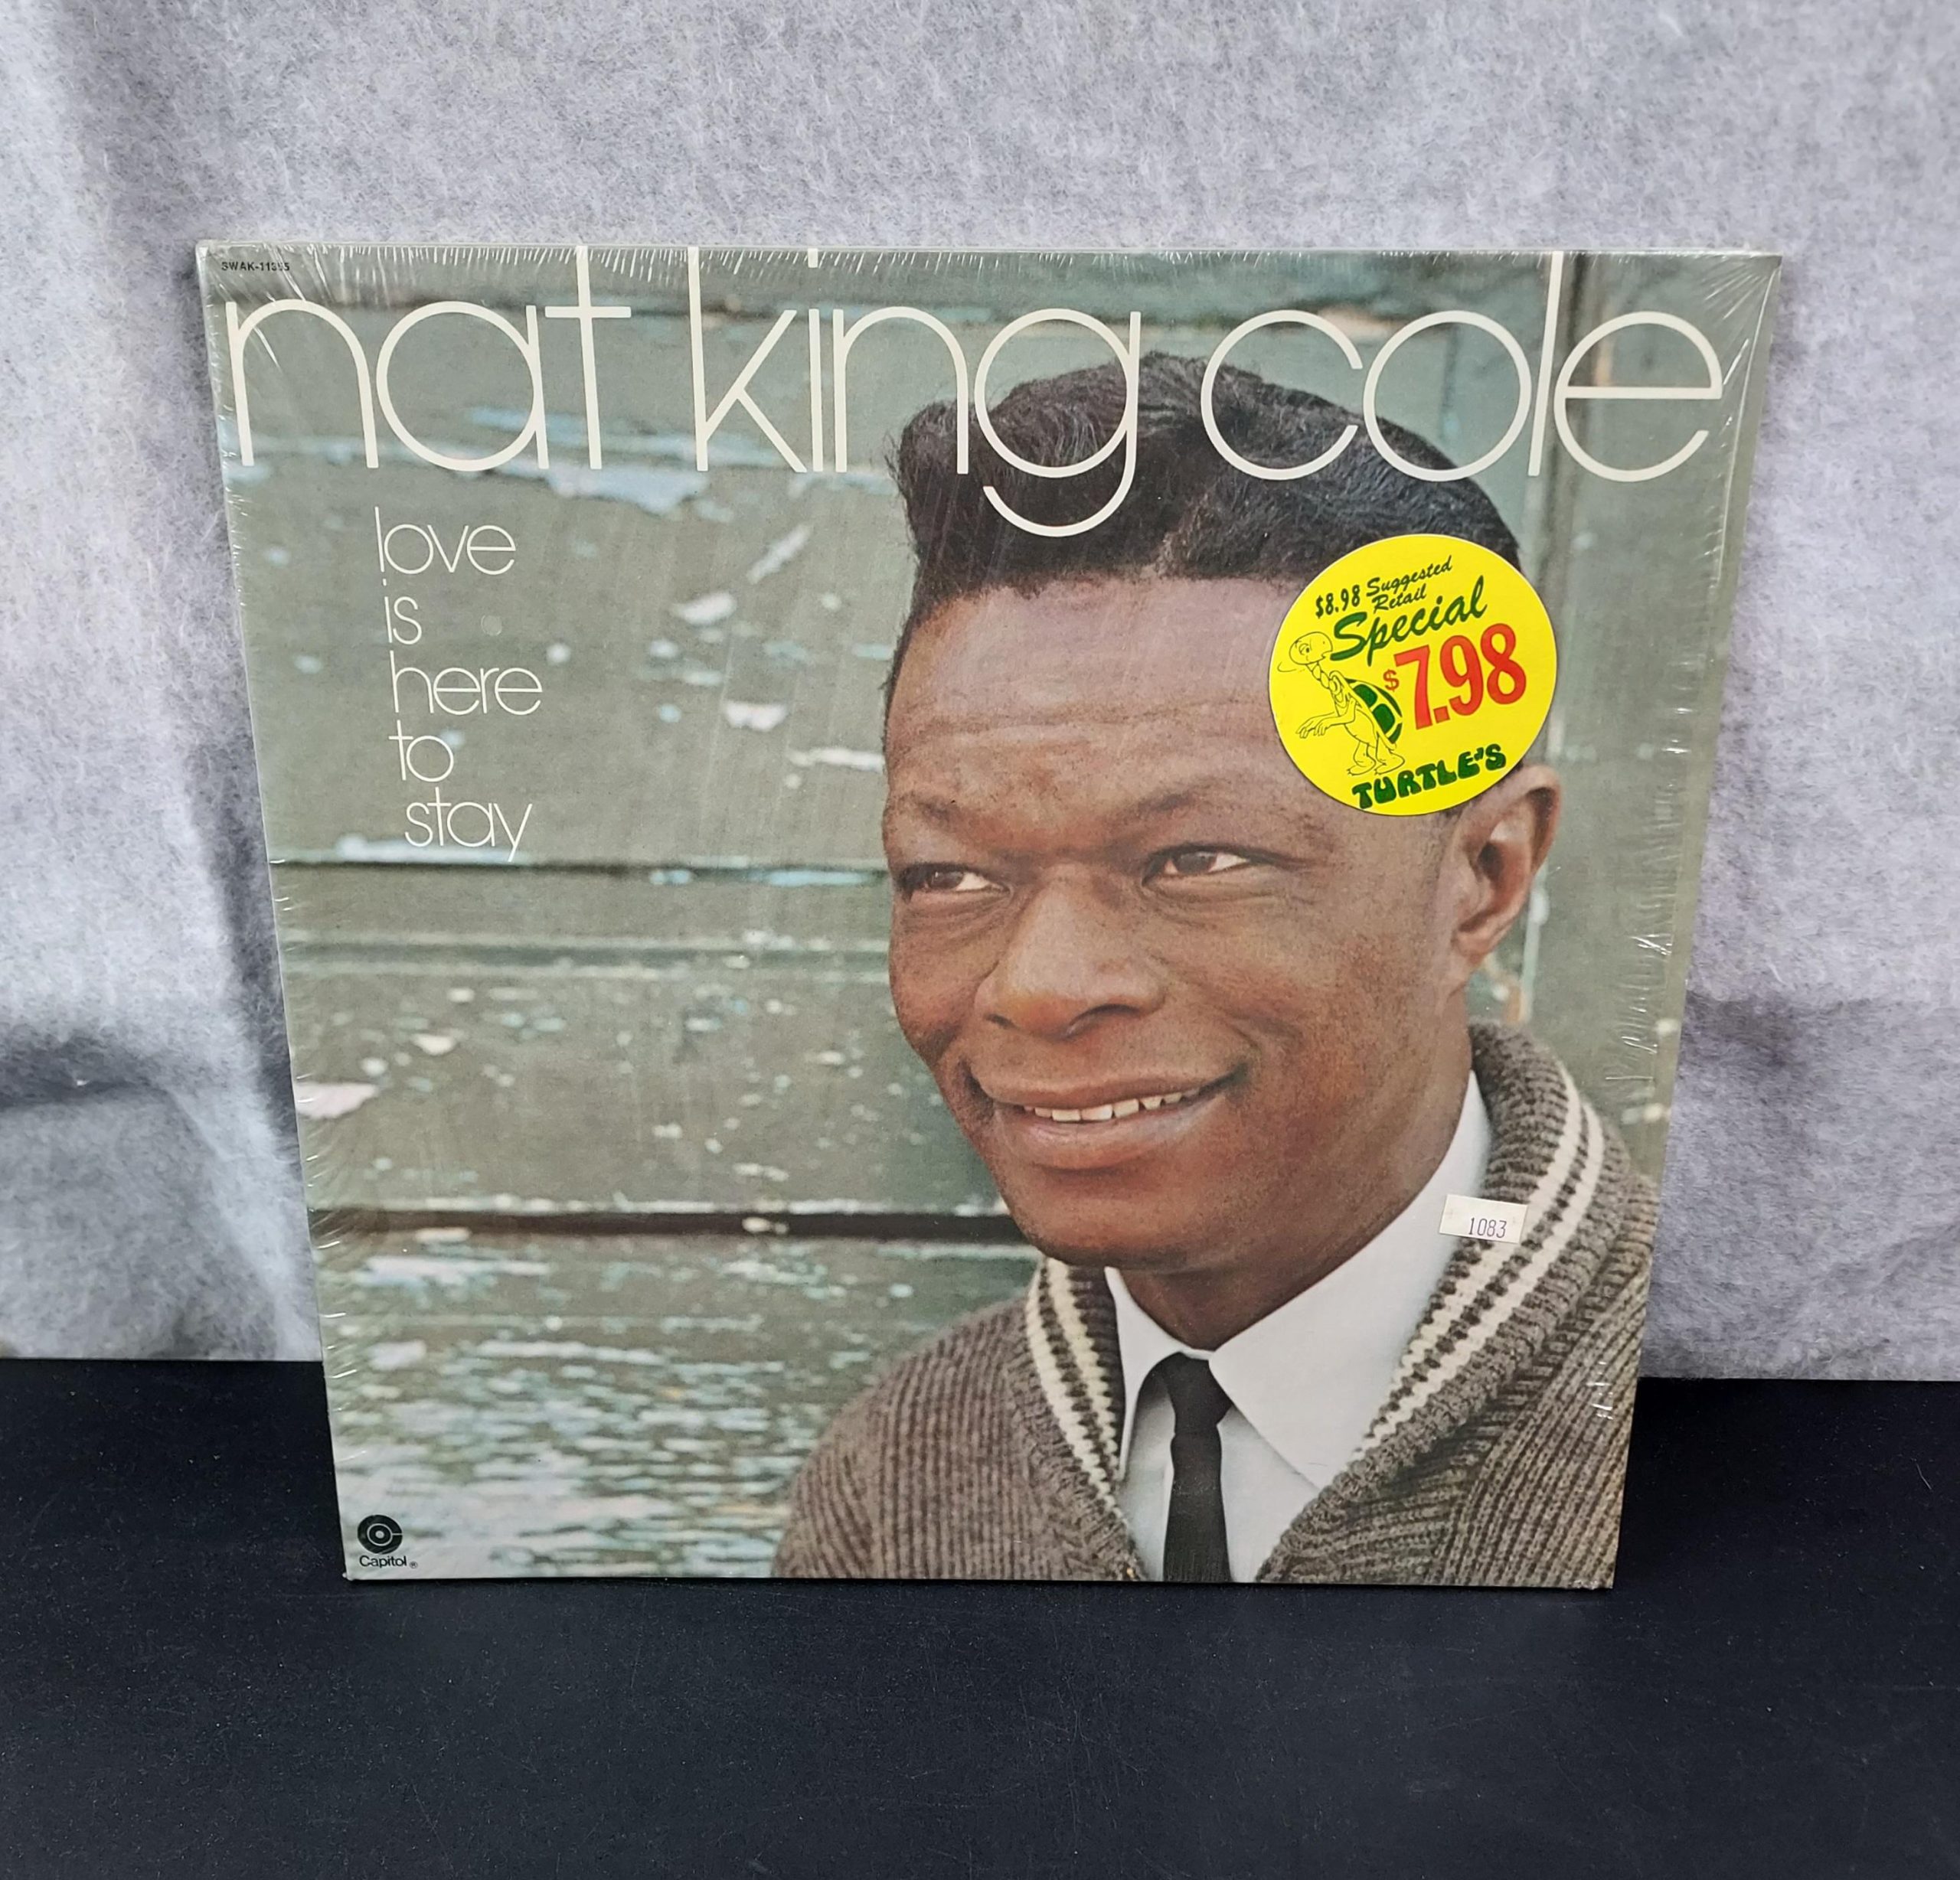 SWAK-11355
nat king cole
love
is
here
to
stay
$8.98 Suggested
Retail
Special
$7.98
TURTLE'S
1083
Capitol®